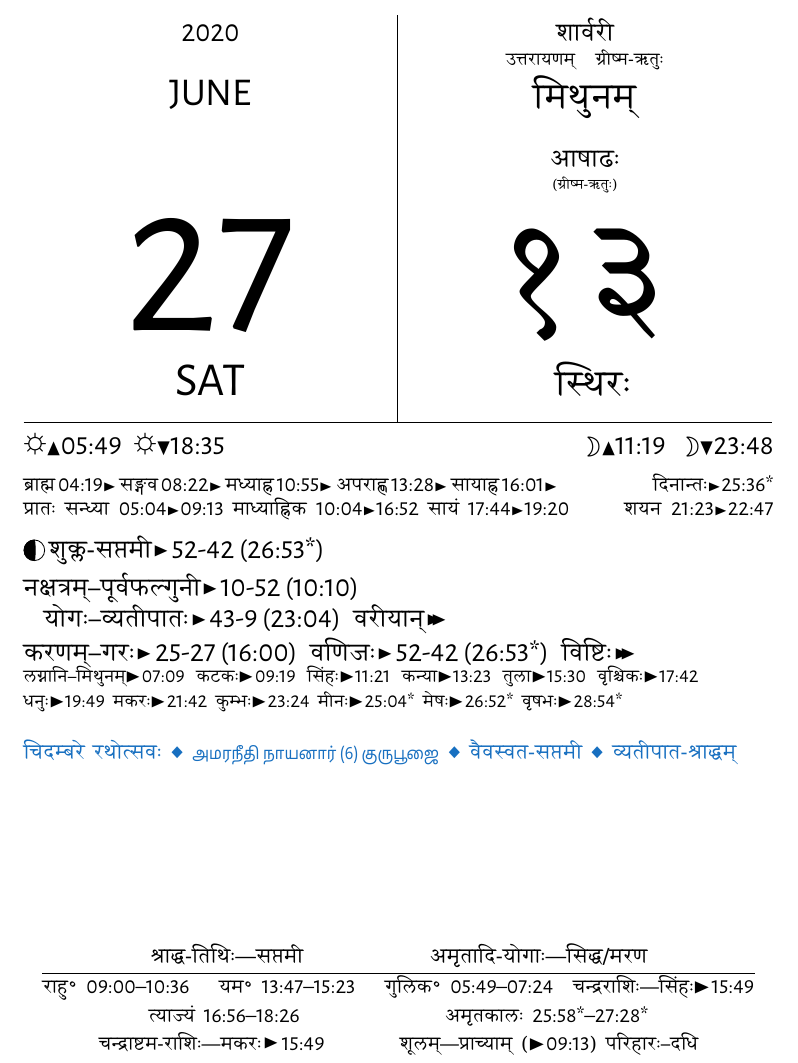 2020
JUNE
27
SAT
शार्वरी
उत्तरायणम् ग्रीष्म-ऋतुः
मिथुनम्
आषाढः
(ग्रीष्म-ऋतुः)
१३
स्थिरः
☼▲05:49 ☼▼18:35 ☽▲11:19 ☽▼23:48
ब्राह्म 04:19► सङ्गव 08:22► मध्याह्न 10:55► अपराह्ण 13:28► सायाह्न 16:01► दिनान्तः►25:36*
प्रातः सन्ध्या 05:04►09:13 माध्याह्निक 10:04►16:52 सायं 17:44►19:20 शयन 21:23►22:47
शुक्ल-सप्तमी►52-42 (26:53*)
नक्षत्रम्–पूर्वफल्गुनी►10-52 (10:10)
योगः–व्यतीपातः►43-9 (23:04) वरीयान्►►
करणम्–गरः►25-27 (16:00) वणिजः►52-42 (26:53*) विष्टिः►►
लग्नानि–मिथुनम्►07:09 कटकः►09:19 सिंहः►11:21 कन्या►13:23 तुला►15:30 वृश्चिकः►17:42
धनुः►19:49 मकरः►21:42 कुम्भः►23:24 मीनः►25:04* मेषः►26:52* वृषभः►28:54*
चिदम्बरे रथोत्सवः ◆ அமரநீதி நாயனார் (6) குருபூஜை ◆ वैवस्वत-सप्तमी ◆ व्यतीपात-श्राद्धम्
श्राद्ध-तिथिः—सप्तमी अमृतादि-योगाः—सिद्ध/मरण
राहु° 09:00–10:36 यम° 13:47–15:23 गुलिक° 05:49–07:24 चन्द्रराशिः—सिंहः►15:49
त्याज्यं 16:56–18:26 अमृतकालः 25:58*–27:28*
चन्द्राष्टम-राशिः—मकरः►15:49 शूलम्—प्राच्याम् (►09:13) परिहारः–दधि